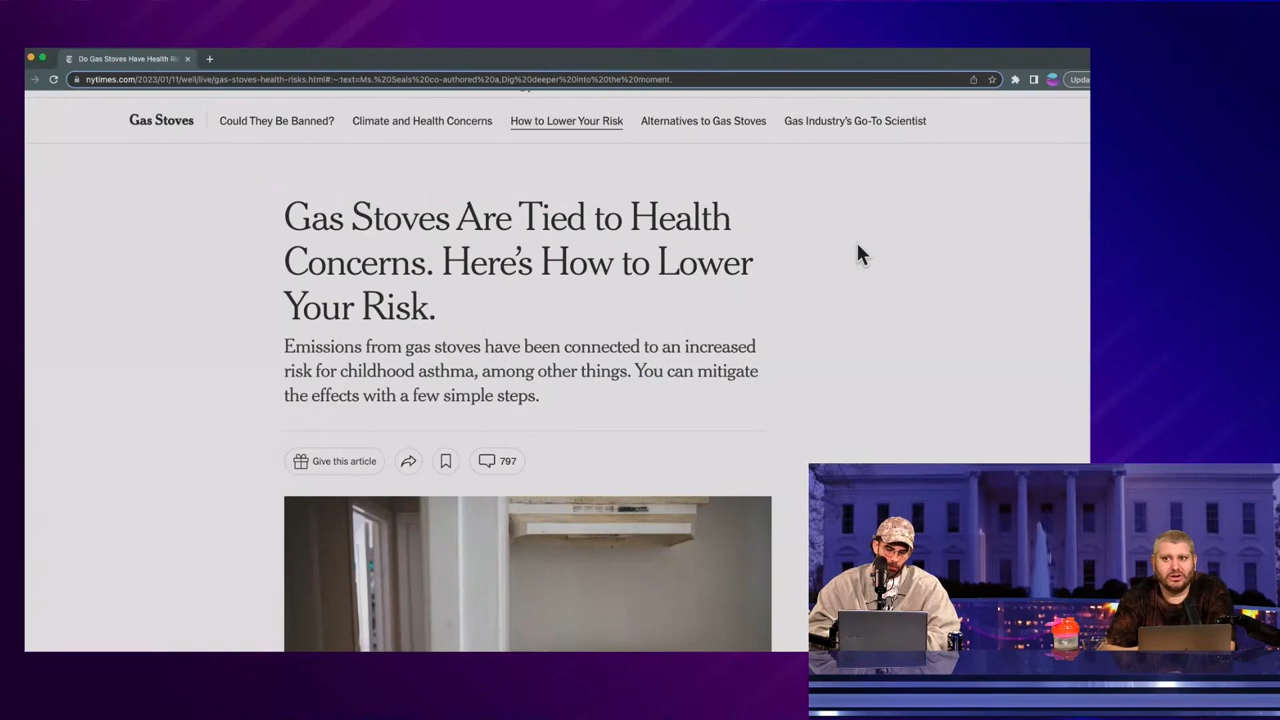 Do Gas Stoves Have Health Ris
nytimes.com/2023/01/11/well/live/gas-stoves-health-risks.html#:~:text=Ms.%20Seals%20co-authored%20a,Dig%20deeper%20into%20the%20moment.
Upda
Gas Stoves
Could They Be Banned?
Climate and Health Concerns
How to Lower Your Risk
Alternatives to Gas Stoves
Gas Industry's Go-To Scientist
Gas Stoves Are Tied to Health
Concerns. Here's How to Lower
Your Risk.
Emissions from gas stoves have been connected to an increased
risk for childhood asthma, among other things. You can mitigate
the effects with a few simple steps.
Give this article
797